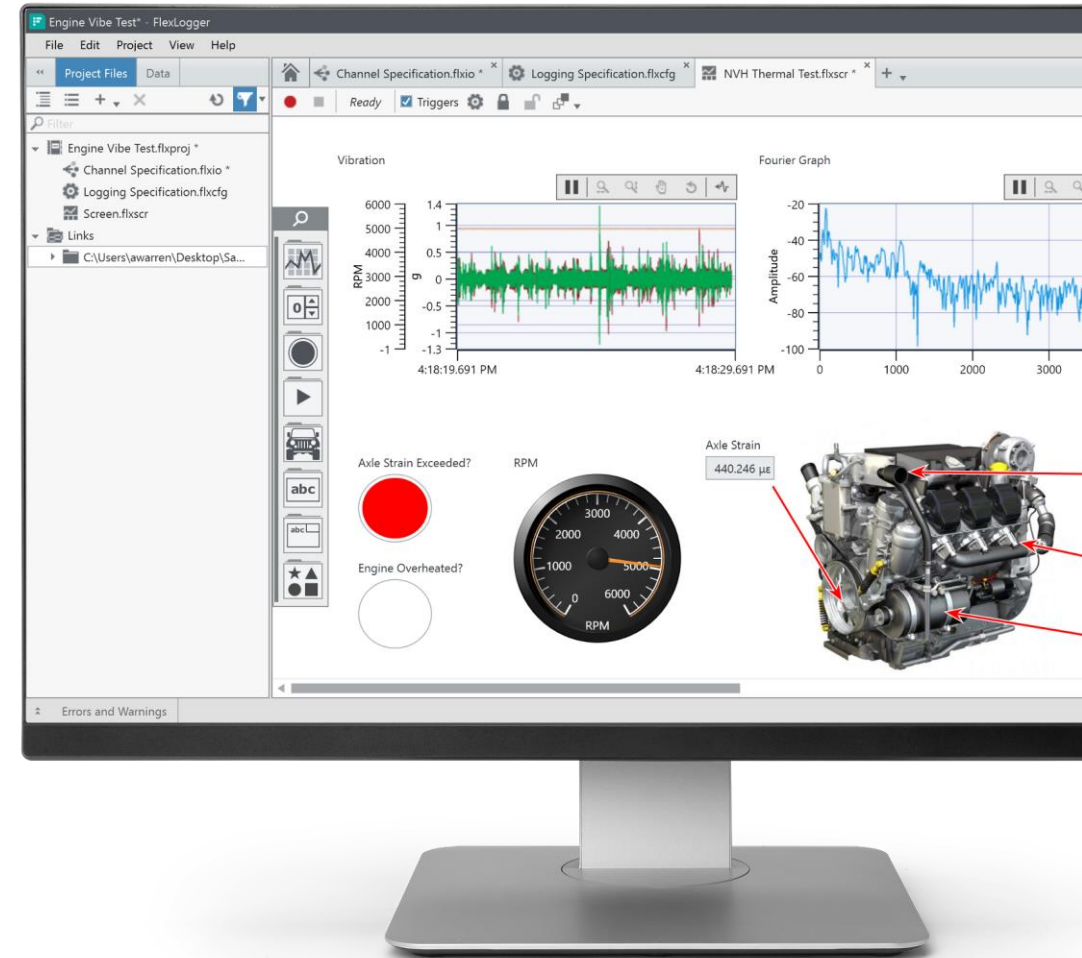 Engine Vibe Test* - FlexLogger
File Edit Project View Help
Project Files Data
Channel Specification.flxio * Logging Specification.flxcfg NVH Thermal Test.flxscr *
Ready Triggers
Filter
Engine Vibe Test.flxproj *
Channel Specification.flxio *
Logging Specification.flxcfg
Screen.flxscr
Links
C:\Users\awarren\Desktop\Sa...
Vibration
RPM
6000
5000
4000
3000
2000
1000
-1
g
1.4
1
0.5
0
-0.5
-1
-1.3
4:18:19.691 PM 4:18:29.691 PM
Fourier Graph
Amplitude
-20
-40
-60
-80
-100
0 1000 2000 3000
0
abc
abc
Axle Strain Exceeded?
Engine Overheated?
RPM
0
1000
2000
3000
4000
5000
6000
RPM
Axle Strain
440.246 µε
Errors and Warnings